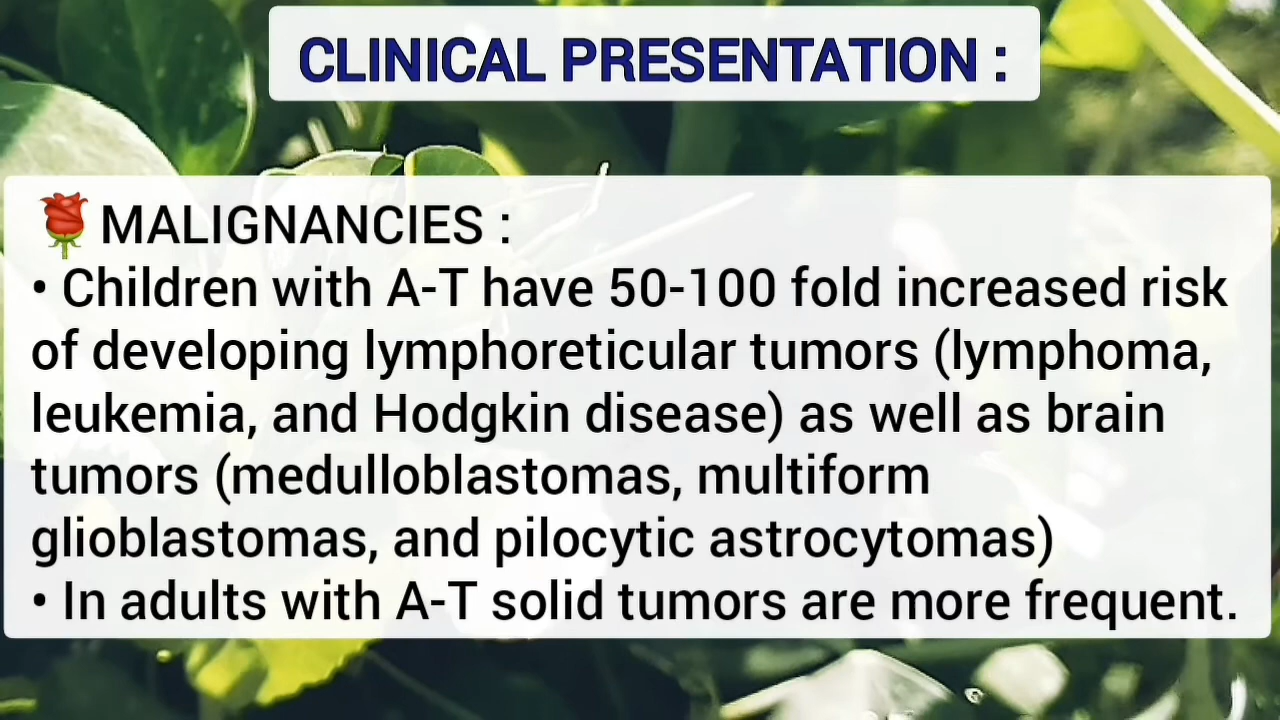 CLINICAL PRESENTATION :
🌹MALIGNANCIES :
• Children with A-T have 50-100 fold increased risk
of developing lymphoreticular tumors (lymphoma,
leukemia, and Hodgkin disease) as well as brain
tumors (medulloblastomas, multiform
glioblastomas, and pilocytic astrocytomas)
• In adults with A-T solid tumors are more frequent.